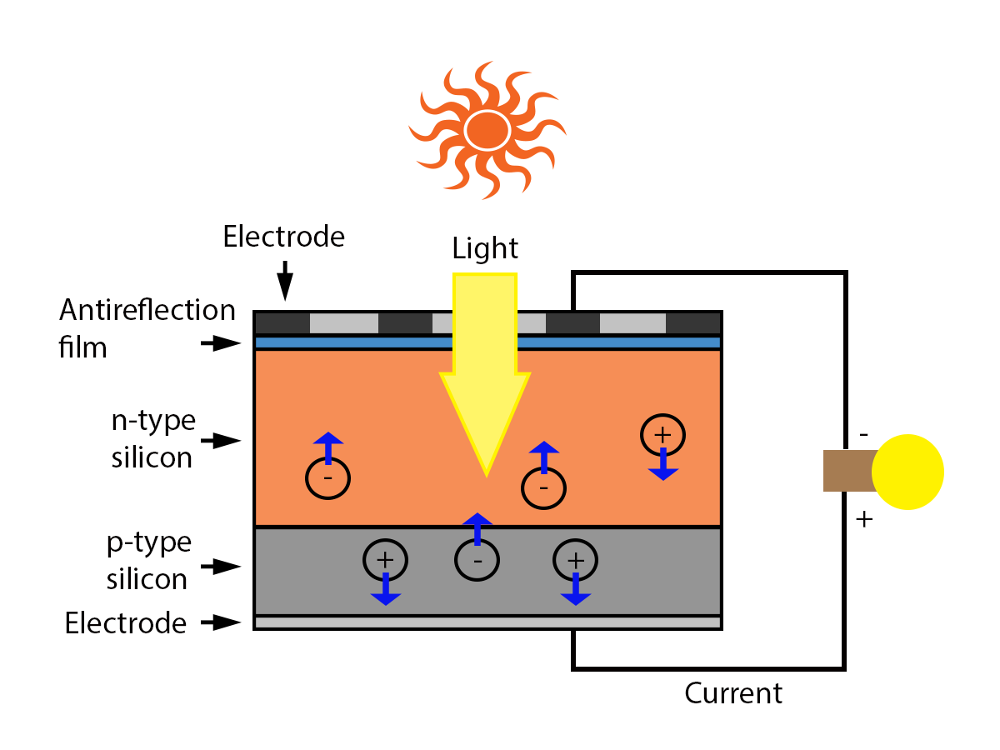 Electrode
Light
Antireflection
film
n-type
silicon
+
-
-
-
+
p-type
silicon
+
-
+
Electrode
Current